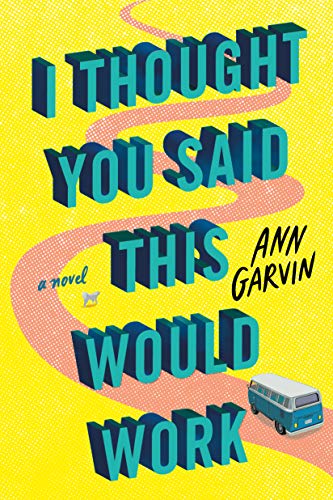 I THOUGHT
YOU SAID
THIS
a novel
ANN
GARVIN
WOULD
WORK